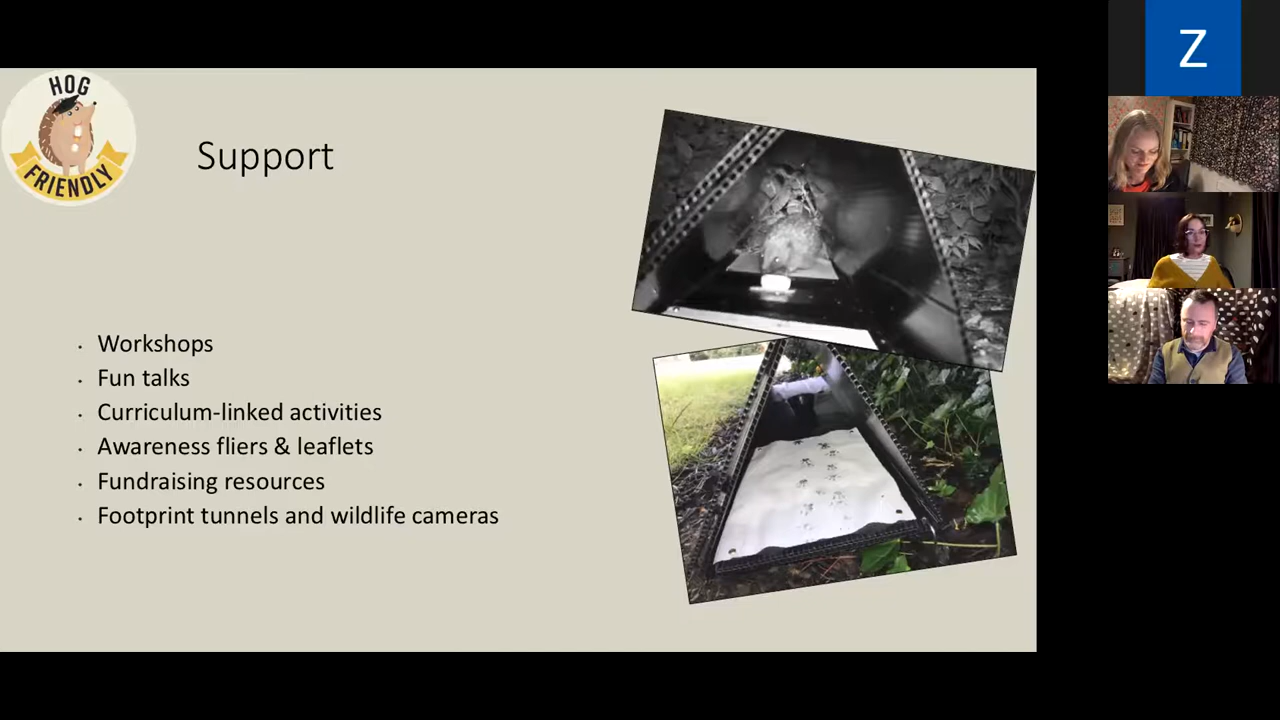 HOG
FRIENDLY
Support
Workshops
Fun talks
Curriculum-linked activities
Awareness fliers & leaflets
Fundraising resources
Footprint tunnels and wildlife cameras
Z